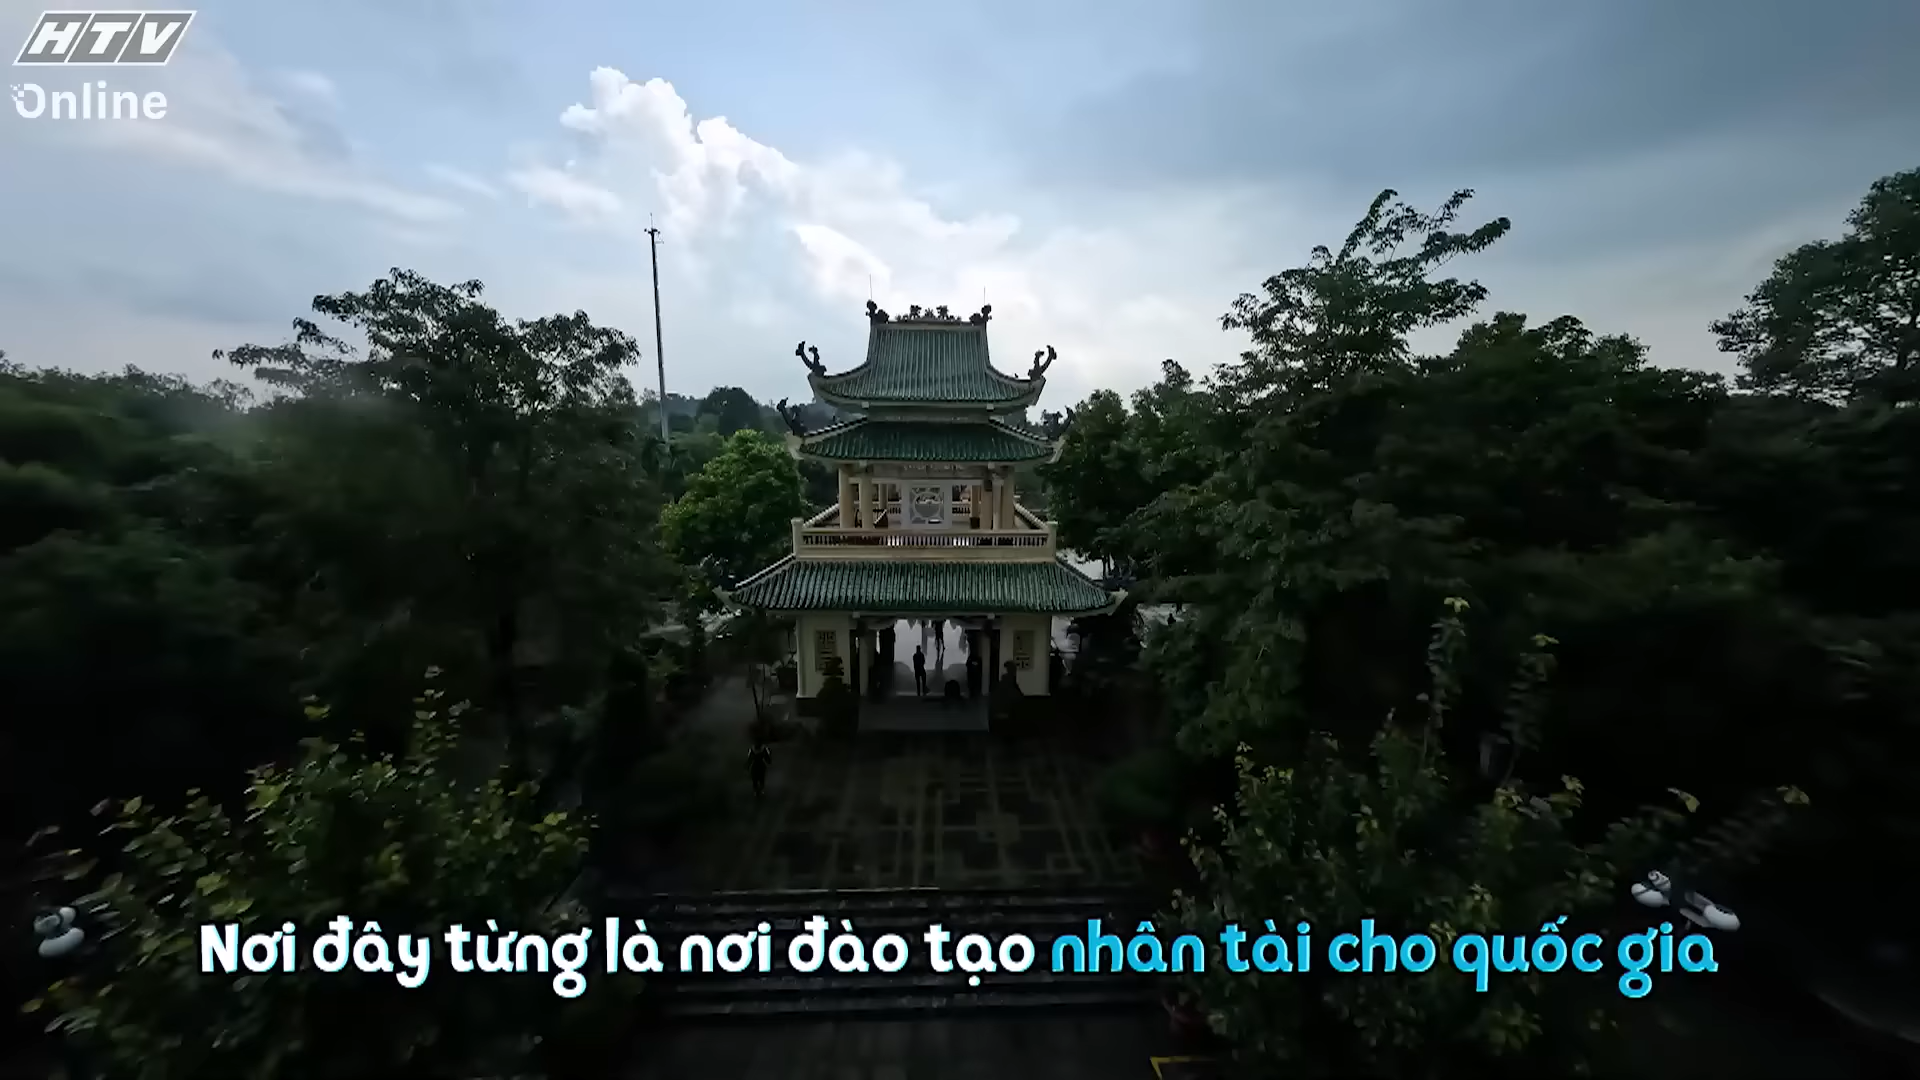 HTV
Online
Nơi đây từng là nơi đào tạo nhân tài cho quốc gia